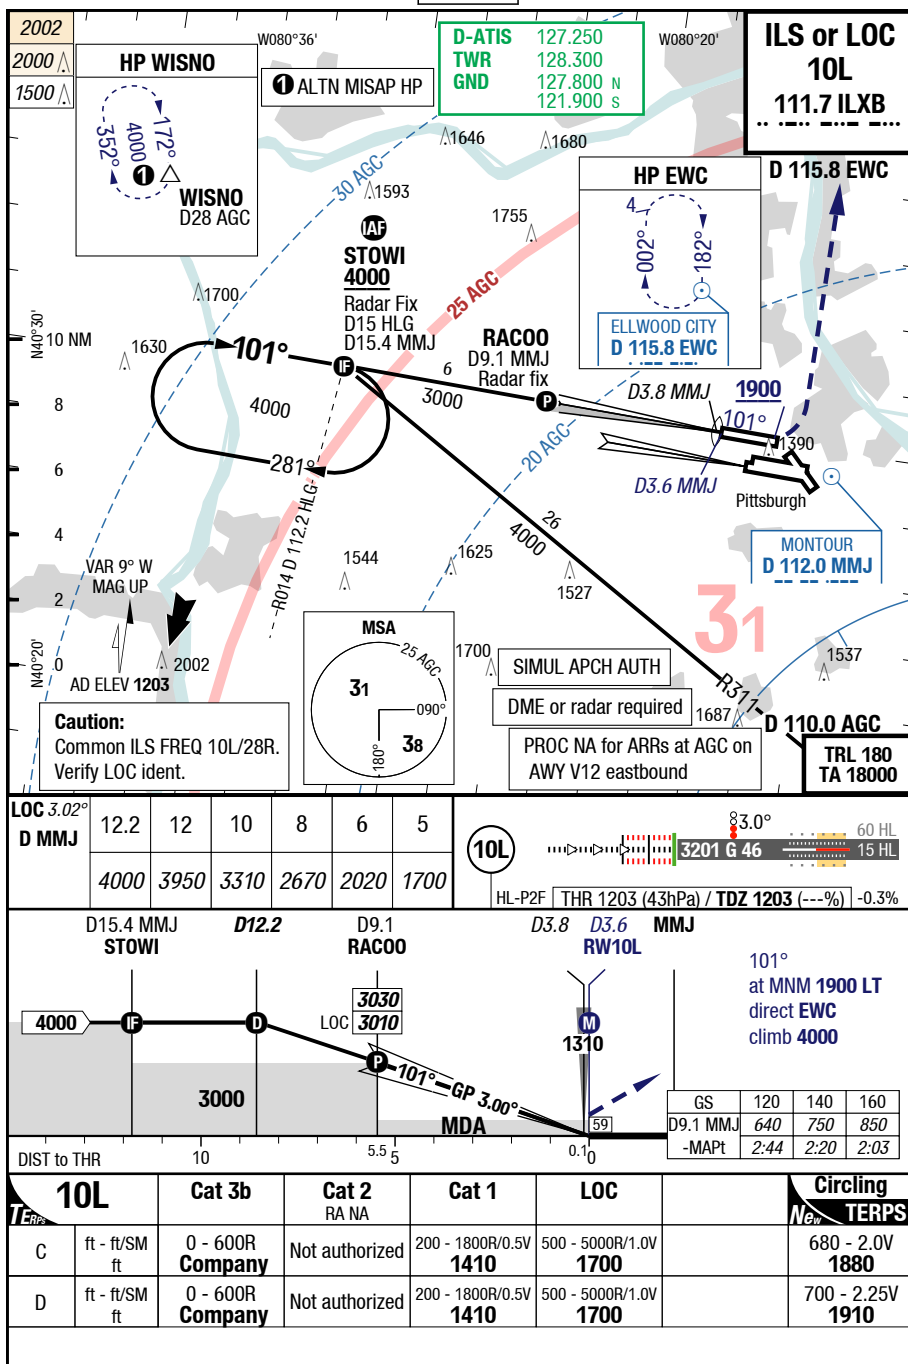 2002
2000
1500
HP WISNO
172°
4000
352°
1
WISNO
D28 AGC
W080°36'
1 ALTN MISAP HP
D-ATIS 127.250
TWR 128.300
GND 127.800 N
121.900 S
W080°20'
ILS or LOC
10L
111.7 ILXB
D 115.8 EWC
1646
1680
30 AGC
1593
1755
HP EWC
4
002°
182°
ELLWOOD CITY
D 115.8 EWC
IAF
STOWI
4000
Radar Fix
D15 HLG
D15.4 MMJ
25 AGC
1700
N40°30'
10 NM
1630
101°
IF
RACOO
D9.1 MMJ
Radar fix
6
3000
P
D3.8 MMJ
1900
101°
1390
8
4000
20 AGC
6
281°
D3.6 MMJ
Pittsburgh
R014 D 112.2 HLG
26
4000
4
VAR 9° W
MAG UP
1544
1625
1527
MONTOUR
D 112.0 MMJ
2
31
N40°20'
0
2002
AD ELEV 1203
MSA
25 AGC
31
090°
38
180°
1700
SIMUL APCH AUTH
1537
DME or radar required
R311
1687
D 110.0 AGC
Caution:
Common ILS FREQ 10L/28R.
Verify LOC ident.
PROC NA for ARRs at AGC on
AWY V12 eastbound
TRL 180
TA 18000
LOC 3.02°
D MMJ
12.2 12 10 8 6 5
4000 3950 3310 2670 2020 1700
10L
3.0°
60 HL
3201 G 46
15 HL
HL-P2F THR 1203 (43hPa) / TDZ 1203 (---%) -0.3%
D15.4 MMJ D12.2 D9.1 D3.8 D3.6 MMJ
STOWI RACOO RW10L
101°
at MNM 1900 LT
direct EWC
climb 4000
3030
LOC 3010
4000
IF
D
M
1310
P
101° GP 3.00°
3000
MDA
59
GS 120 140 160
D9.1 MMJ 640 750 850
-MAPt 2:44 2:20 2:03
DIST to THR 10 5.5 5 0.1 0
10L
TERPs
Cat 3b Cat 2 Cat 1 LOC Circling
RA NA
New TERPS
C ft - ft/SM 0 - 600R Not authorized 200 - 1800R/0.5V 500 - 5000R/1.0V 680 - 2.0V
ft Company 1410 1700 1880
D ft - ft/SM 0 - 600R Not authorized 200 - 1800R/0.5V 500 - 5000R/1.0V 700 - 2.25V
ft Company 1410 1700 1910